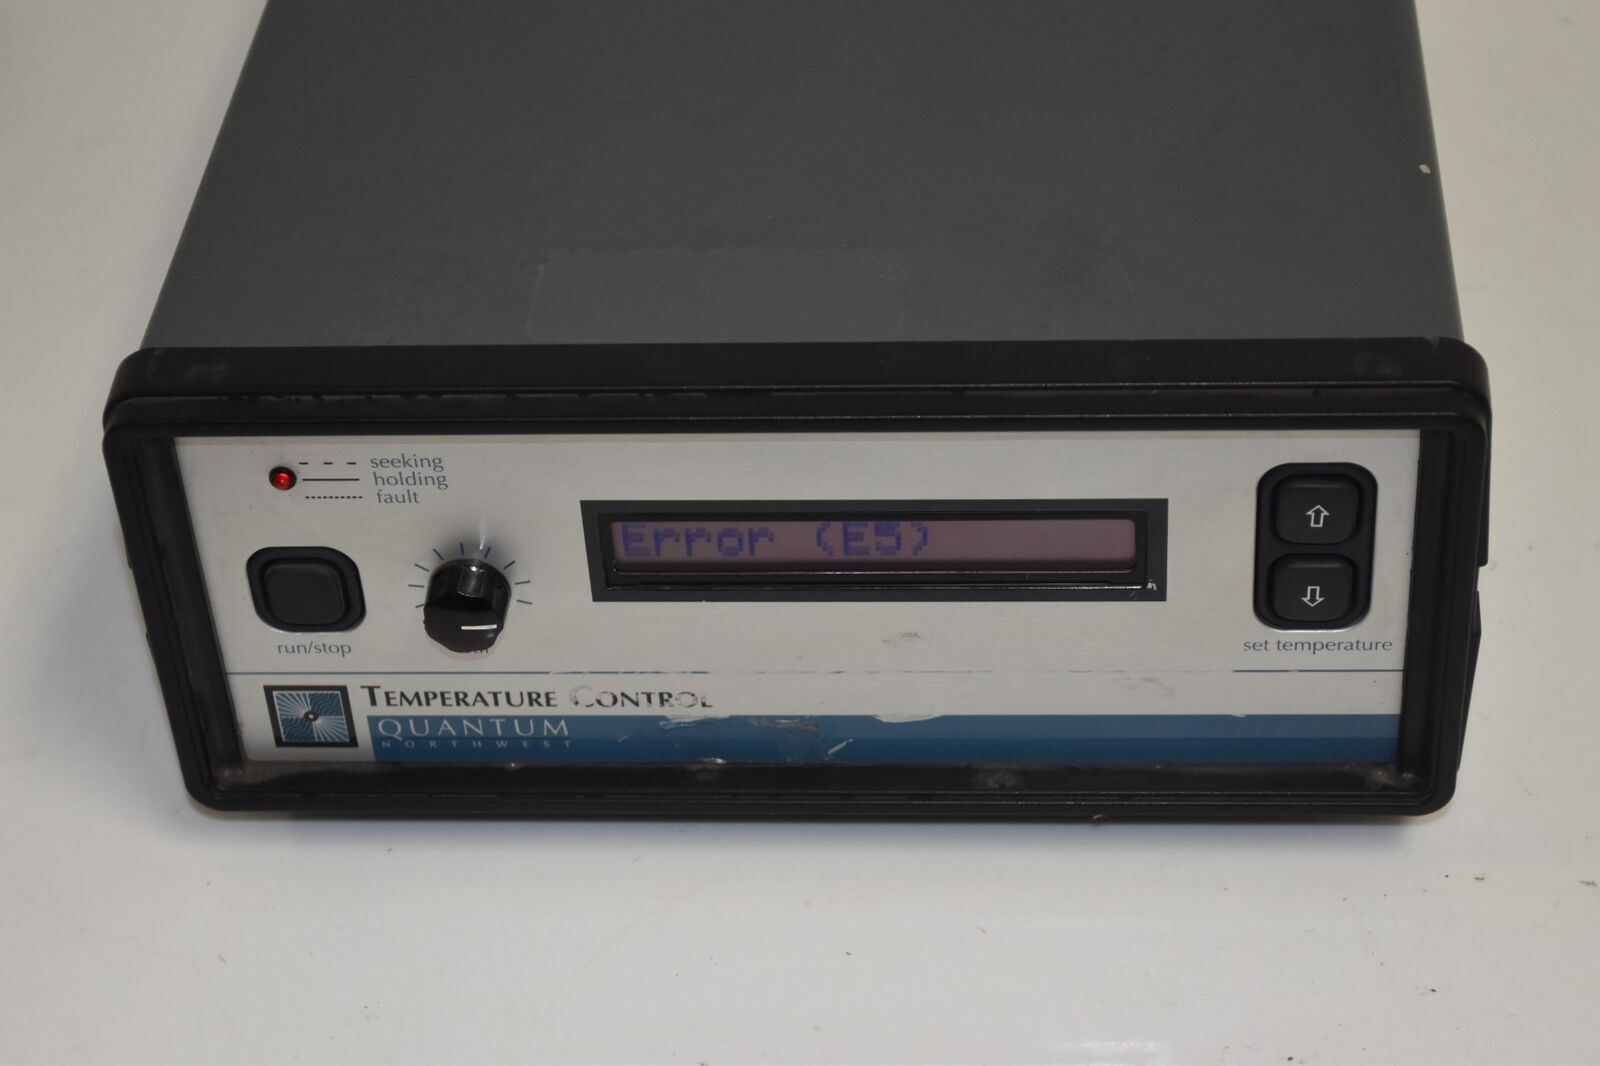 seeking
holding
fault
Error (E5)
run/stop
set temperature
TEMPERATURE CONTROL
QUANTUM
NORTHWEST